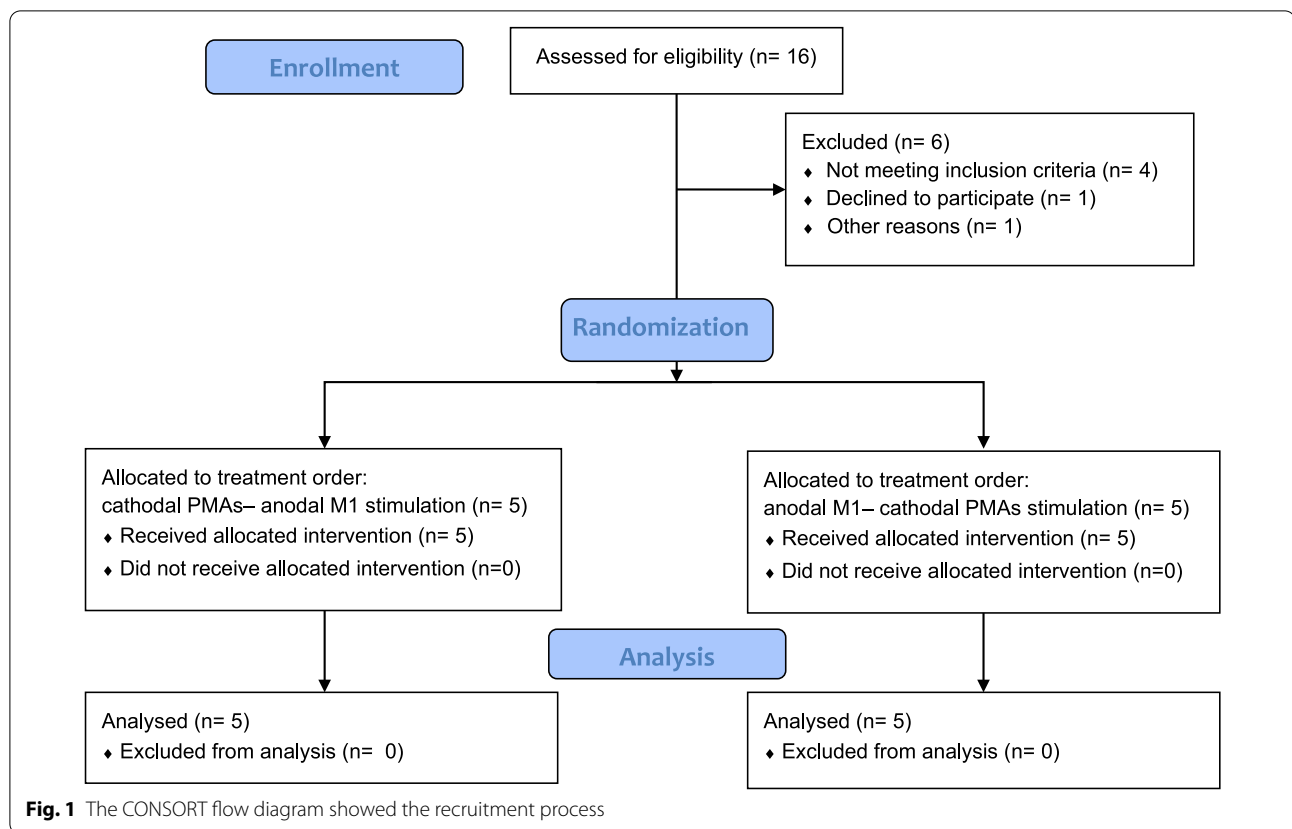 Enrollment
Assessed for eligibility (n= 16)
Excluded (n= 6)
♦ Not meeting inclusion criteria (n= 4)
♦ Declined to participate (n= 1)
♦ Other reasons (n= 1)
Randomization
Allocated to treatment order:
cathodal PMAs– anodal M1 stimulation (n= 5)
♦ Received allocated intervention (n= 5)
♦ Did not receive allocated intervention (n=0)
Allocated to treatment order:
anodal M1– cathodal PMAs stimulation (n= 5)
♦ Received allocated intervention (n= 5)
♦ Did not receive allocated intervention (n=0)
Analysis
Analysed (n= 5)
♦ Excluded from analysis (n=  0)
Analysed (n= 5)
♦ Excluded from analysis (n= 0)
Fig. 1 The CONSORT flow diagram showed the recruitment process